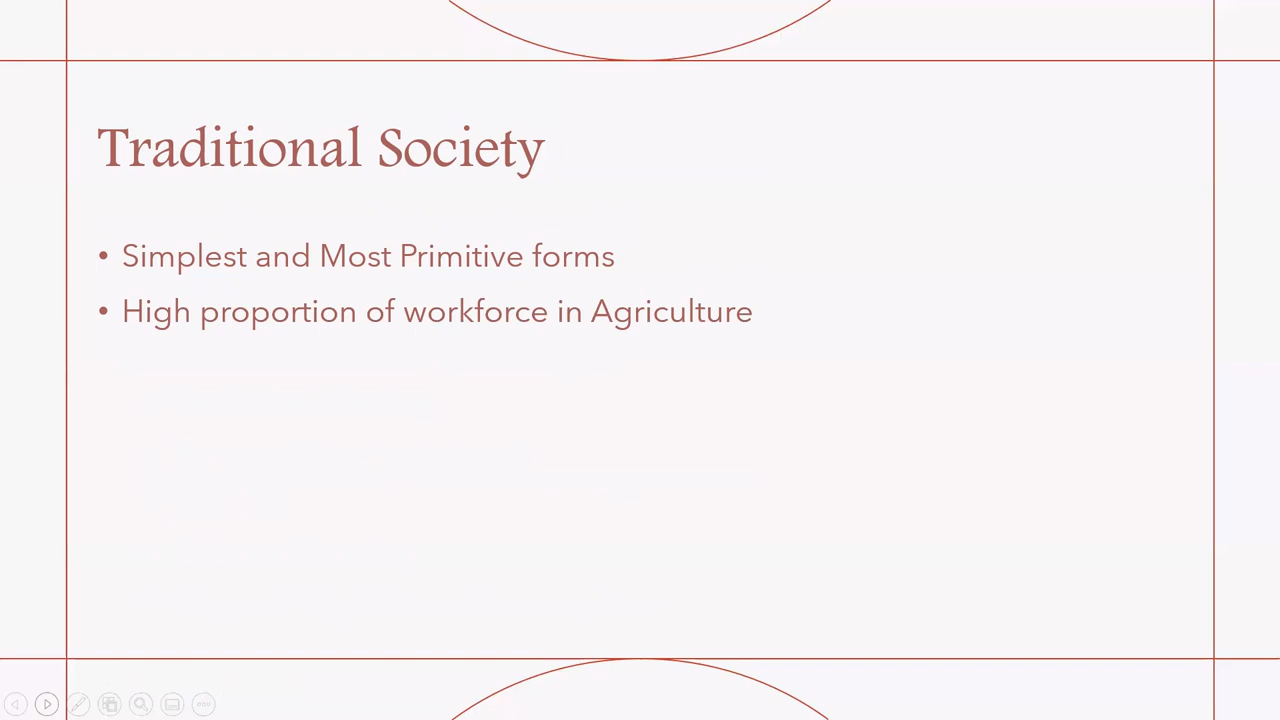 Traditional Society
• Simplest and Most Primitive forms
• High proportion of workforce in Agriculture